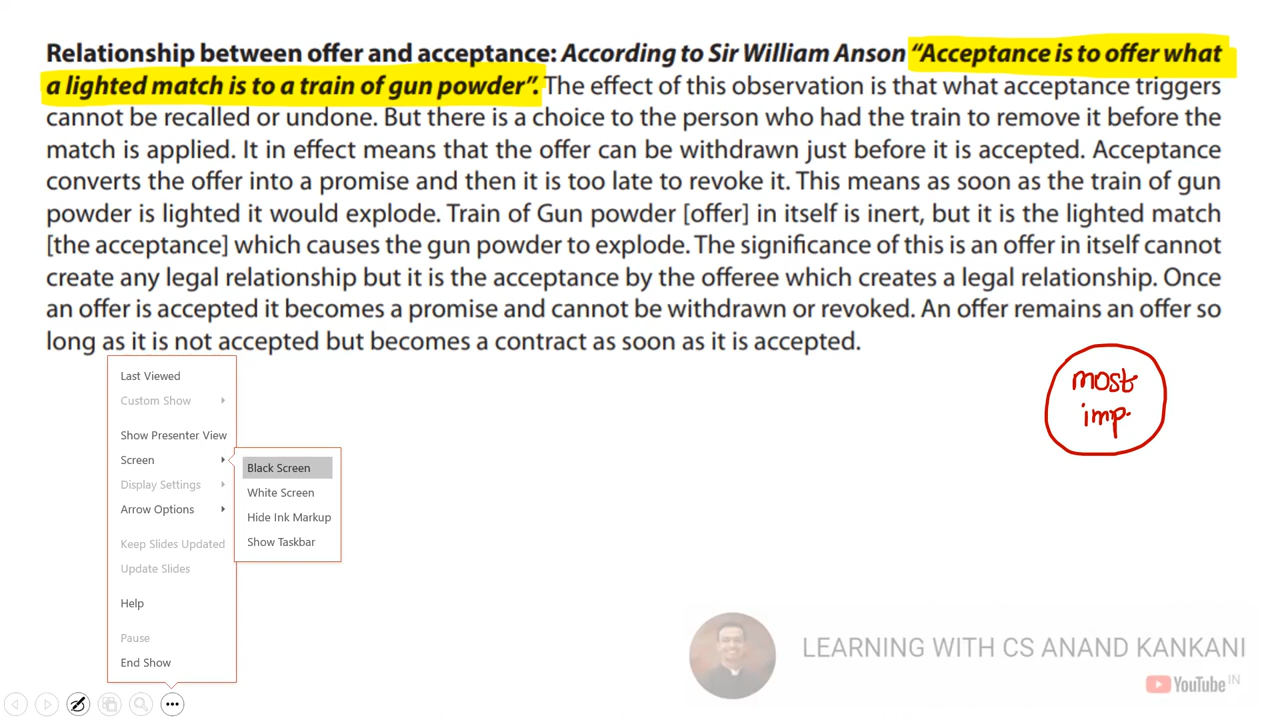 Relationship between offer and acceptance: According to Sir William Anson “Acceptance is to offer what
a lighted match is to a train of gun powder”. The effect of this observation is that what acceptance triggers
cannot be recalled or undone. But there is a choice to the person who had the train to remove it before the
match is applied. It in effect means that the offer can be withdrawn just before it is accepted. Acceptance
converts the offer into a promise and then it is too late to revoke it. This means as soon as the train of gun
powder is lighted it would explode. Train of Gun powder [offer] in itself is inert, but it is the lighted match
[the acceptance] which causes the gun powder to explode. The significance of this is an offer in itself cannot
create any legal relationship but it is the acceptance by the offeree which creates a legal relationship. Once
an offer is accepted it becomes a promise and cannot be withdrawn or revoked. An offer remains an offer so
long as it is not accepted but becomes a contract as soon as it is accepted.
most
imp.
Last Viewed
Custom Show
Show Presenter View
Screen
Display Settings
Arrow Options
Keep Slides Updated
Update Slides
Help
Pause
End Show
Black Screen
White Screen
Hide Ink Markup
Show Taskbar
LEARNING WITH CS ANAND KANKANI
YouTube IN